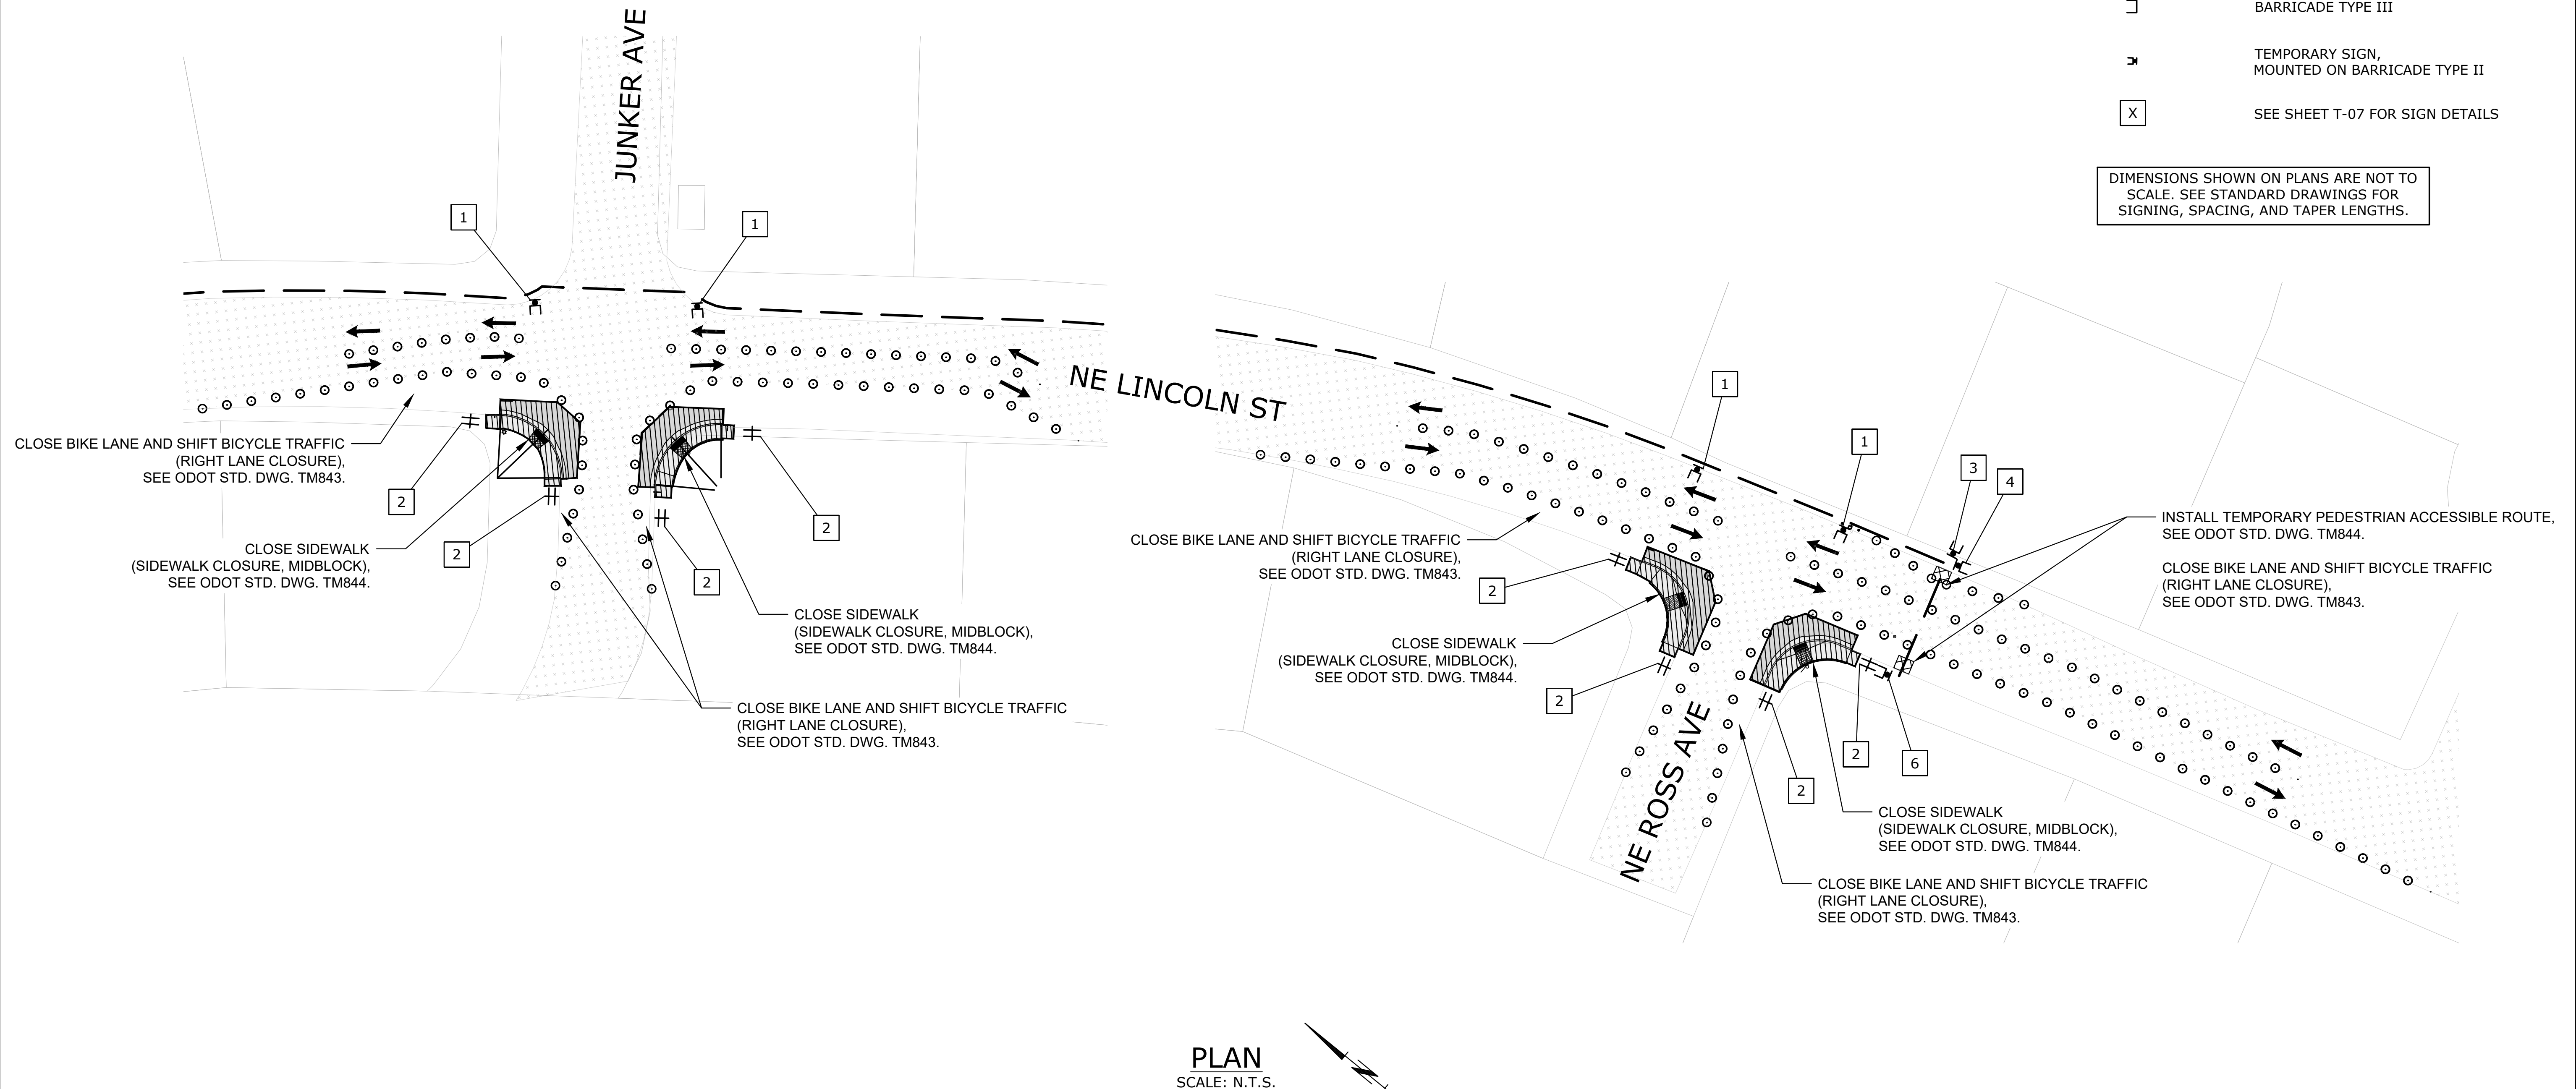 BARRICADE TYPE III
TEMPORARY SIGN,
MOUNTED ON BARRICADE TYPE II
X
SEE SHEET T-07 FOR SIGN DETAILS
DIMENSIONS SHOWN ON PLANS ARE NOT TO
SCALE. SEE STANDARD DRAWINGS FOR
SIGNING, SPACING, AND TAPER LENGTHS.
JUNKER AVE
1
1
CLOSE BIKE LANE AND SHIFT BICYCLE TRAFFIC
(RIGHT LANE CLOSURE),
SEE ODOT STD. DWG. TM843.
2
2
CLOSE SIDEWALK
(SIDEWALK CLOSURE, MIDBLOCK),
SEE ODOT STD. DWG. TM844.
2
2
CLOSE SIDEWALK
(SIDEWALK CLOSURE, MIDBLOCK),
SEE ODOT STD. DWG. TM844.
CLOSE BIKE LANE AND SHIFT BICYCLE TRAFFIC
(RIGHT LANE CLOSURE),
SEE ODOT STD. DWG. TM843.
NE LINCOLN ST
1
1
3
4
INSTALL TEMPORARY PEDESTRIAN ACCESSIBLE ROUTE,
SEE ODOT STD. DWG. TM844.
CLOSE BIKE LANE AND SHIFT BICYCLE TRAFFIC
(RIGHT LANE CLOSURE),
SEE ODOT STD. DWG. TM843.
CLOSE BIKE LANE AND SHIFT BICYCLE TRAFFIC
(RIGHT LANE CLOSURE),
SEE ODOT STD. DWG. TM843.
2
CLOSE SIDEWALK
(SIDEWALK CLOSURE, MIDBLOCK),
SEE ODOT STD. DWG. TM844.
2
NE ROSS AVE
2
2
6
CLOSE SIDEWALK
(SIDEWALK CLOSURE, MIDBLOCK),
SEE ODOT STD. DWG. TM844.
CLOSE BIKE LANE AND SHIFT BICYCLE TRAFFIC
(RIGHT LANE CLOSURE),
SEE ODOT STD. DWG. TM843.
PLAN
SCALE: N.T.S.
N